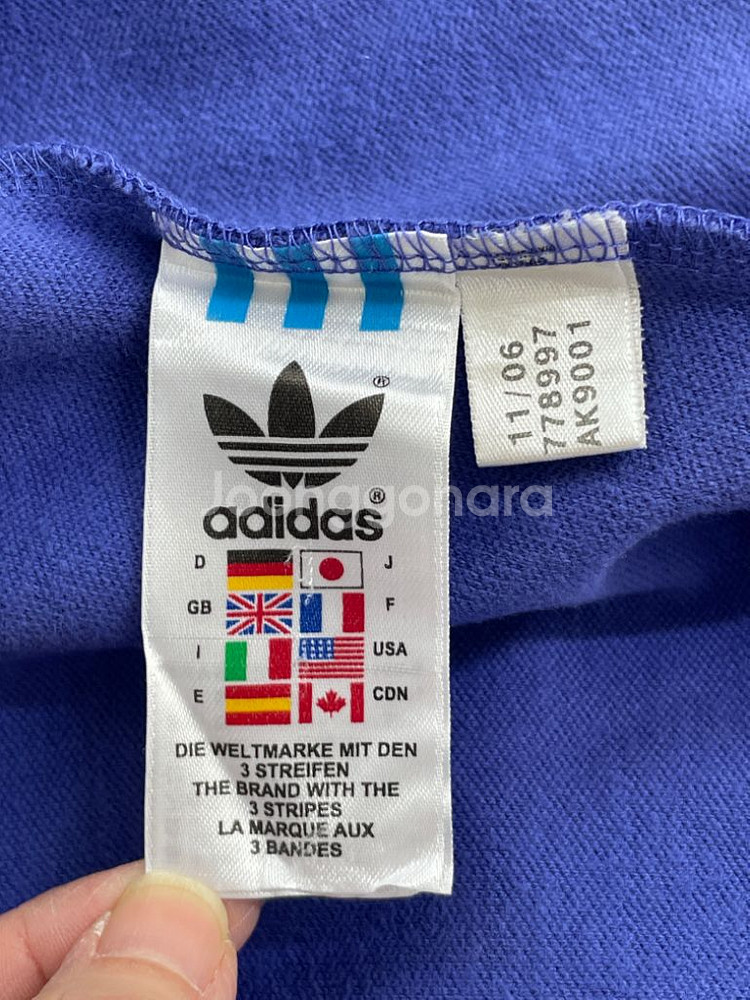 adidas®
D J
GB F
I USA
E CDN
DIE WELTMARKE MIT DEN
3 STREIFEN
THE BRAND WITH THE
3 STRIPES
LA MARQUE AUX
3 BANDES
11/06
778997
AK9001
Joonggonara